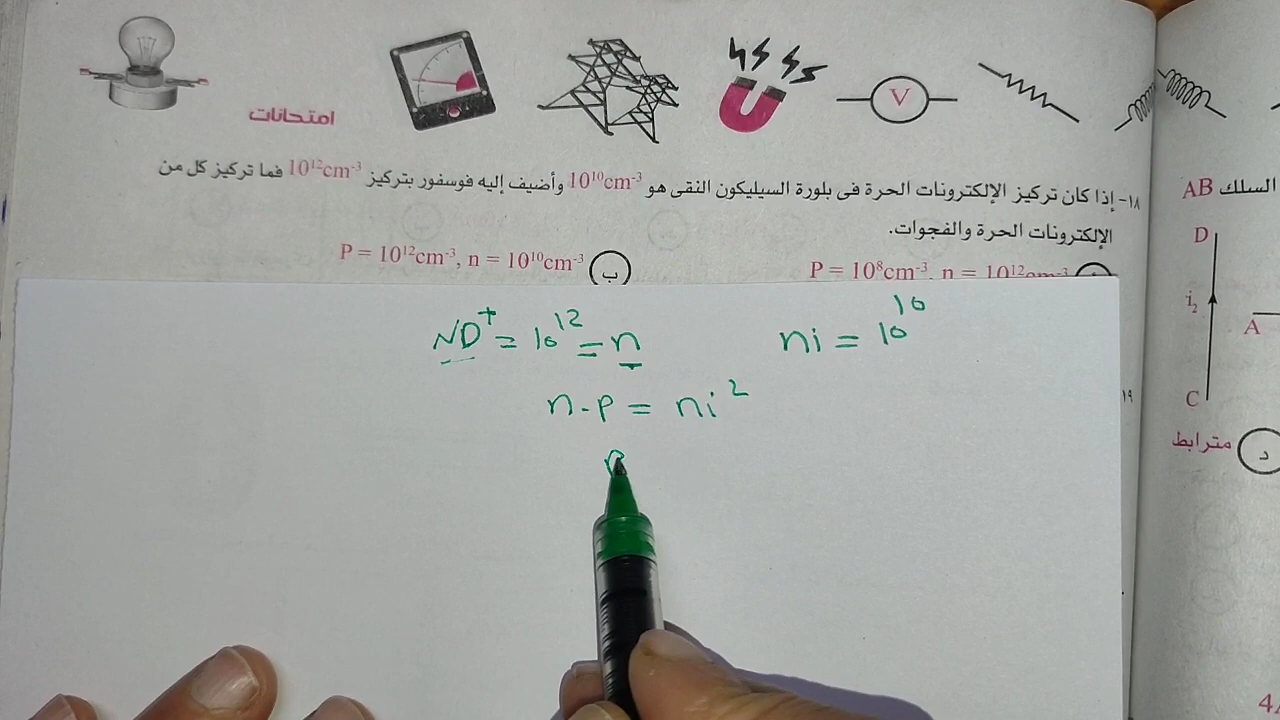 امتحانات
V
١٨- إذا كان تركيز الإلكترونات الحرة فى بلورة السيليكون النقى هو 10¹⁰cm⁻³ وأضيف إليه فوسفور بتركيز 10¹²cm⁻³ فما تركيز كل من
الإلكترونات الحرة والفجوات.
P = 10⁸cm⁻³, n = 10¹²cm⁻³
ب P = 10¹²cm⁻³, n = 10¹⁰cm⁻³
ND⁺ = 10¹² = n
ni = 10¹⁰
n . p = ni²
السلك AB
D
i₂
A
C
١٩
د مترابط